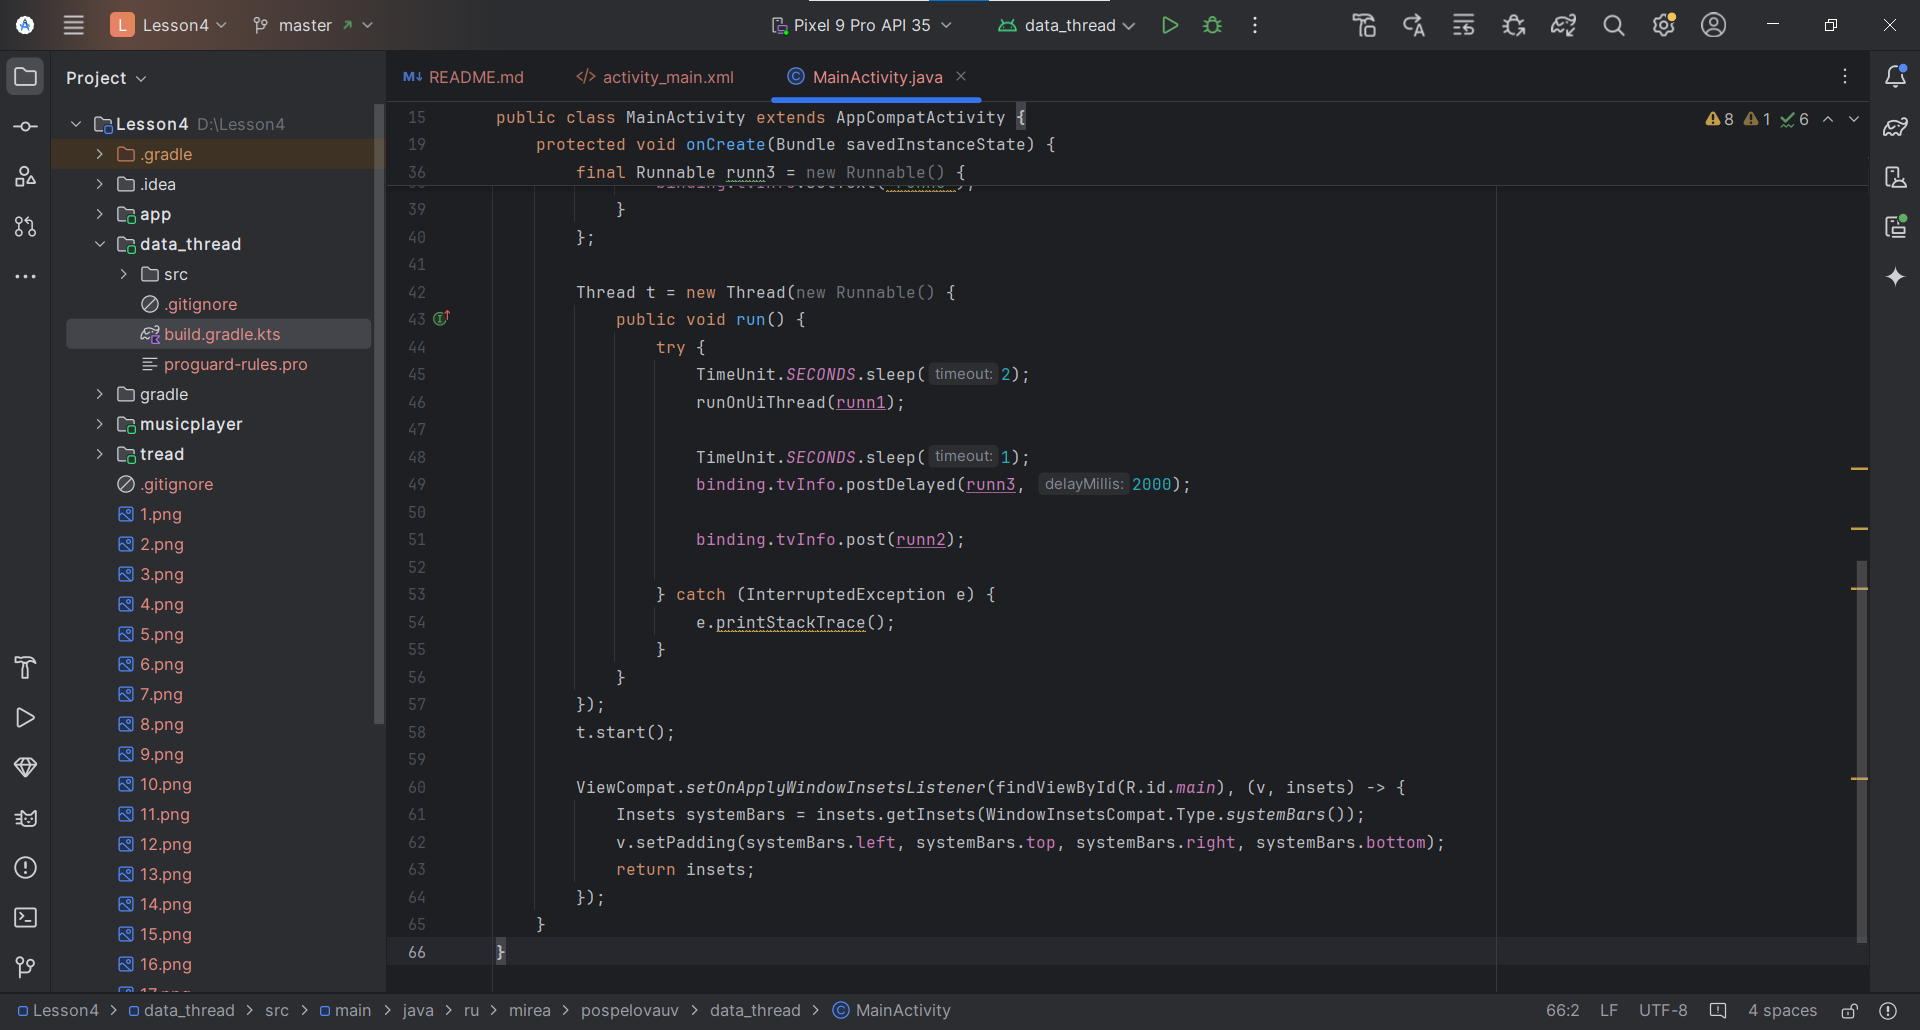 L Lesson4 master Pixel 9 Pro API 35 data_thread
Project
Lesson4 D:\Lesson4
.gradle
.idea
app
data_thread
src
.gitignore
build.gradle.kts
proguard-rules.pro
gradle
musicplayer
tread
.gitignore
1.png
2.png
3.png
4.png
5.png
6.png
7.png
8.png
9.png
10.png
11.png
12.png
13.png
14.png
15.png
16.png
M↓ README.md </> activity_main.xml MainActivity.java
8 1 6
15 public class MainActivity extends AppCompatActivity {
19 protected void onCreate(Bundle savedInstanceState) {
36 final Runnable runn3 = new Runnable() {
39 }
40 };
41
42 Thread t = new Thread(new Runnable() {
43 public void run() {
44 try {
45 TimeUnit.SECONDS.sleep( timeout: 2);
46 runOnUiThread(runn1);
47
48 TimeUnit.SECONDS.sleep( timeout: 1);
49 binding.tvInfo.postDelayed(runn3, delayMillis: 2000);
50
51 binding.tvInfo.post(runn2);
52
53 } catch (InterruptedException e) {
54 e.printStackTrace();
55 }
56 }
57 });
58 t.start();
59
60 ViewCompat.setOnApplyWindowInsetsListener(findViewById(R.id.main), (v, insets) -> {
61 Insets systemBars = insets.getInsets(WindowInsetsCompat.Type.systemBars());
62 v.setPadding(systemBars.left, systemBars.top, systemBars.right, systemBars.bottom);
63 return insets;
64 });
65 }
66 }
Lesson4 > data_thread > src > main > java > ru > mirea > pospelovauv > data_thread > MainActivity 66:2 LF UTF-8 4 spaces